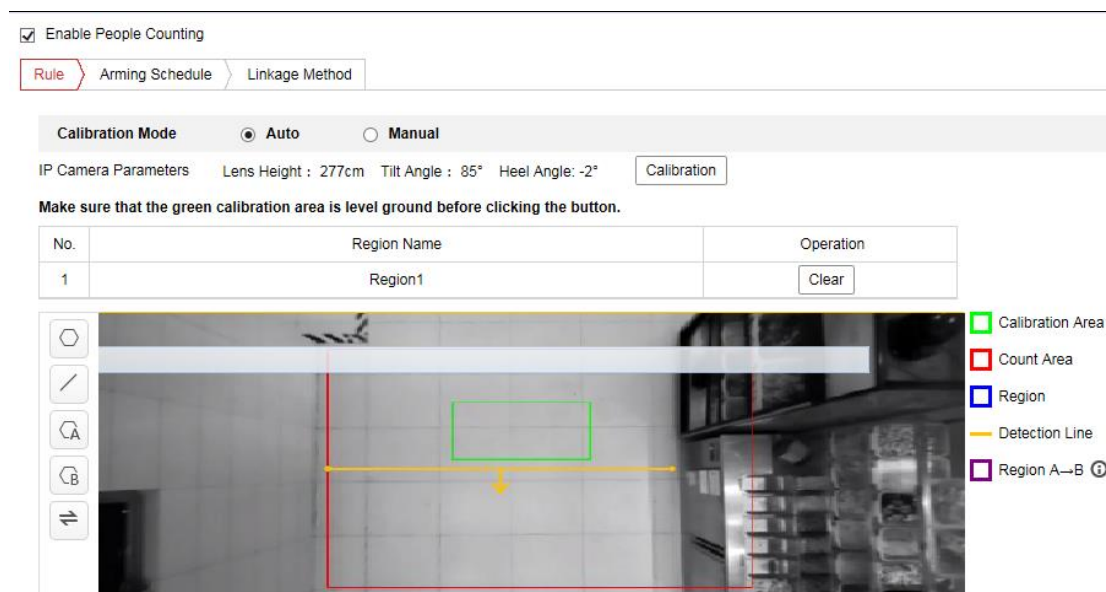 Enable People Counting
Rule Arming Schedule Linkage Method
Calibration Mode Auto Manual
IP Camera Parameters Lens Height : 277cm Tilt Angle : 85° Heel Angle: -2° Calibration
Make sure that the green calibration area is level ground before clicking the button.
No. Region Name Operation
1 Region1 Clear
Calibration Area
Count Area
Region
Detection Line
Region A→B
A
B